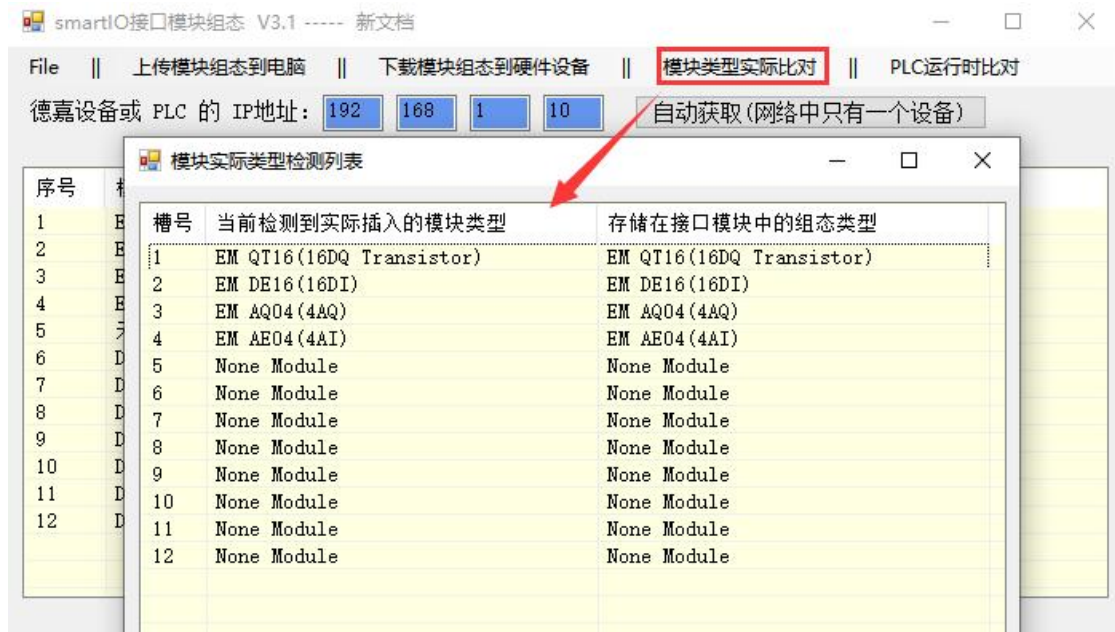 smartIO接口模块组态 V3.1 ----- 新文档
File || 上传模块组态到电脑 || 下载模块组态到硬件设备 || 模块类型实际比对 || PLC运行时比对
德嘉设备或 PLC 的 IP地址: 192 168 1 10 自动获取(网络中只有一个设备)
模块实际类型检测列表
序号
1
2
3
4
5
6
7
8
9
10
11
12
槽号 当前检测到实际插入的模块类型 存储在接口模块中的组态类型
1 EM QT16(16DQ Transistor) EM QT16(16DQ Transistor)
2 EM DE16(16DI) EM DE16(16DI)
3 EM AQ04(4AQ) EM AQ04(4AQ)
4 EM AE04(4AI) EM AE04(4AI)
5 None Module None Module
6 None Module None Module
7 None Module None Module
8 None Module None Module
9 None Module None Module
10 None Module None Module
11 None Module None Module
12 None Module None Module